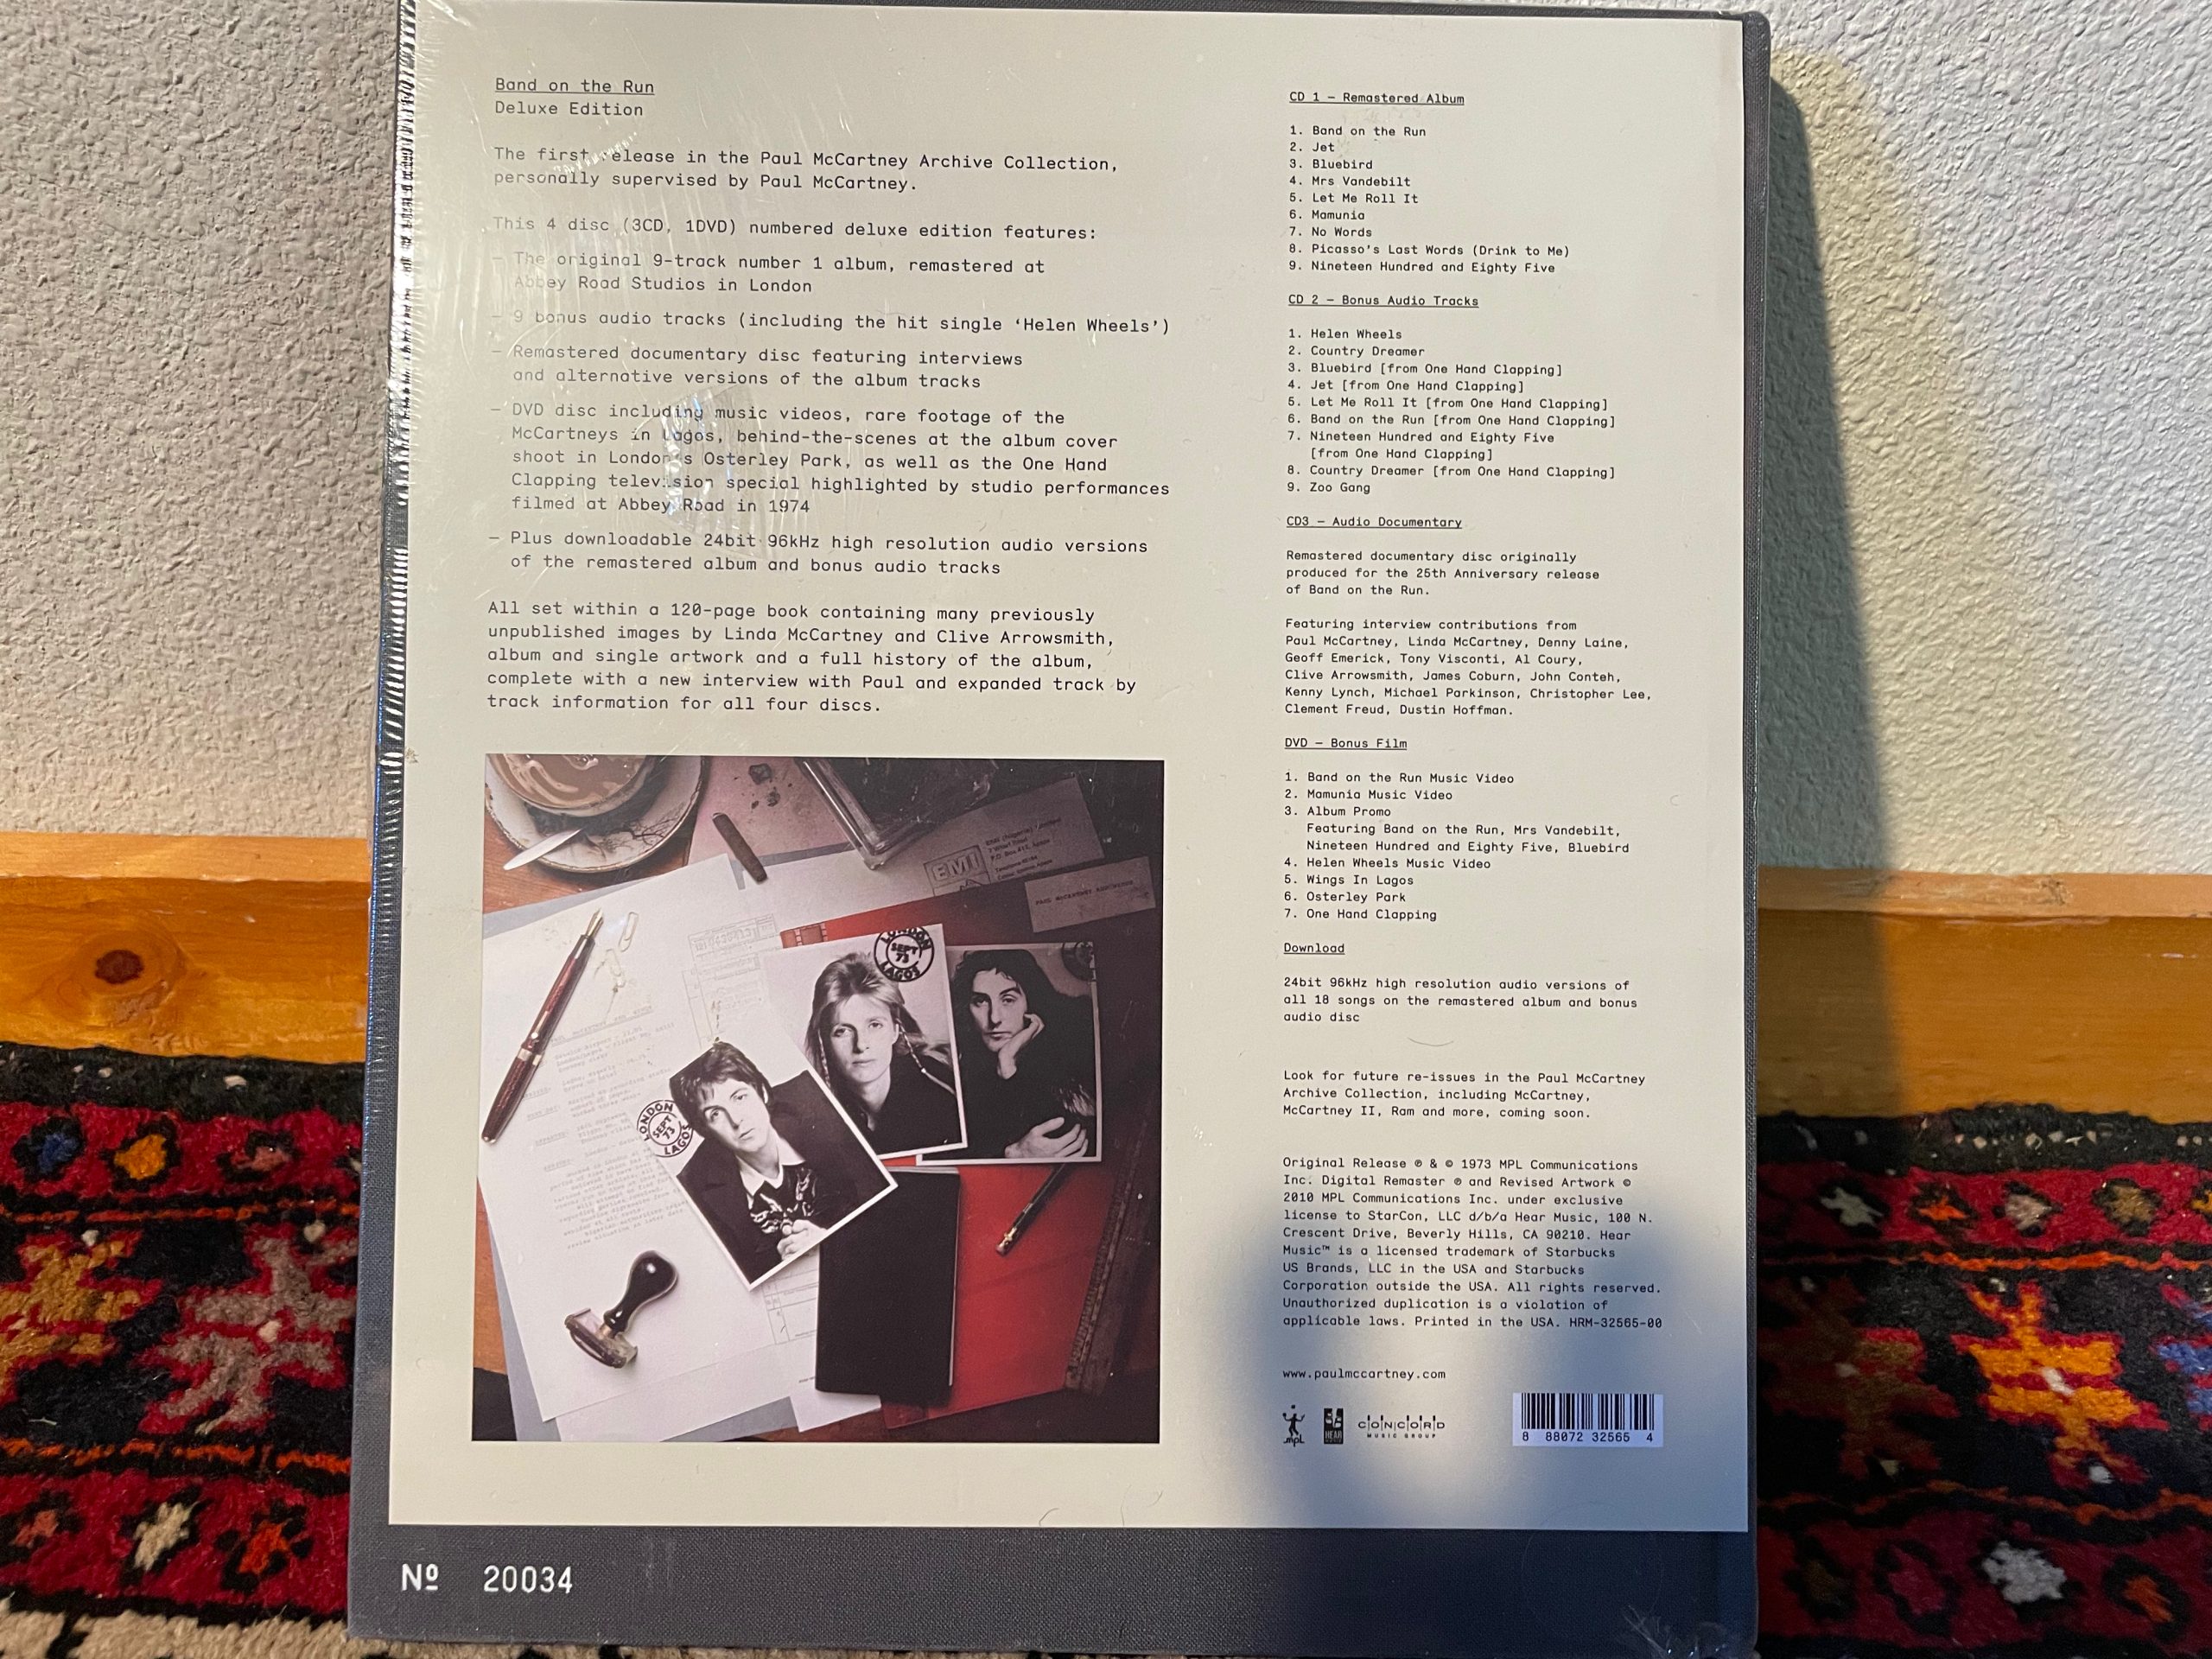 Band on the Run
Deluxe Edition
The first release in the Paul McCartney Archive Collection,
personally supervised by Paul McCartney.
This 4 disc (3CD, 1DVD) numbered deluxe edition features:
– The original 9-track number 1 album, remastered at
Abbey Road Studios in London
– 9 bonus audio tracks (including the hit single ‘Helen Wheels’)
– Remastered documentary disc featuring interviews
and alternative versions of the album tracks
– DVD disc including music videos, rare footage of the
McCartneys in Lagos, behind-the-scenes at the album cover
shoot in London's Osterley Park, as well as the One Hand
Clapping television special highlighted by studio performances
filmed at Abbey Road in 1974
– Plus downloadable 24bit 96kHz high resolution audio versions
of the remastered album and bonus audio tracks
All set within a 120-page book containing many previously
unpublished images by Linda McCartney and Clive Arrowsmith,
album and single artwork and a full history of the album,
complete with a new interview with Paul and expanded track by
track information for all four discs.
EMI
LONDON
SEPT
73
LAGOS
LONDON
SEPT
73
LAGOS
CD 1 – Remastered Album
1. Band on the Run
2. Jet
3. Bluebird
4. Mrs Vandebilt
5. Let Me Roll It
6. Mamunia
7. No Words
8. Picasso's Last Words (Drink to Me)
9. Nineteen Hundred and Eighty Five
CD 2 – Bonus Audio Tracks
1. Helen Wheels
2. Country Dreamer
3. Bluebird [from One Hand Clapping]
4. Jet [from One Hand Clapping]
5. Let Me Roll It [from One Hand Clapping]
6. Band on the Run [from One Hand Clapping]
7. Nineteen Hundred and Eighty Five
[from One Hand Clapping]
8. Country Dreamer [from One Hand Clapping]
9. Zoo Gang
CD3 – Audio Documentary
Remastered documentary disc originally
produced for the 25th Anniversary release
of Band on the Run.
Featuring interview contributions from
Paul McCartney, Linda McCartney, Denny Laine,
Geoff Emerick, Tony Visconti, Al Coury,
Clive Arrowsmith, James Coburn, John Conteh,
Kenny Lynch, Michael Parkinson, Christopher Lee,
Clement Freud, Dustin Hoffman.
DVD – Bonus Film
1. Band on the Run Music Video
2. Mamunia Music Video
3. Album Promo
Featuring Band on the Run, Mrs Vandebilt,
Nineteen Hundred and Eighty Five, Bluebird
4. Helen Wheels Music Video
5. Wings In Lagos
6. Osterley Park
7. One Hand Clapping
Download
24bit 96kHz high resolution audio versions of
all 18 songs on the remastered album and bonus
audio disc
Look for future re-issues in the Paul McCartney
Archive Collection, including McCartney,
McCartney II, Ram and more, coming soon.
Original Release ℗ & © 1973 MPL Communications
Inc. Digital Remaster ℗ and Revised Artwork ©
2010 MPL Communications Inc. under exclusive
license to StarCon, LLC d/b/a Hear Music, 100 N.
Crescent Drive, Beverly Hills, CA 90210. Hear
Music™ is a licensed trademark of Starbucks
US Brands, LLC in the USA and Starbucks
Corporation outside the USA. All rights reserved.
Unauthorized duplication is a violation of
applicable laws. Printed in the USA. HRM-32565-00
www.paulmccartney.com
mpL
HEAR
CONCORD
MUSIC GROUP
8 88072 32565 4
Nº 20034